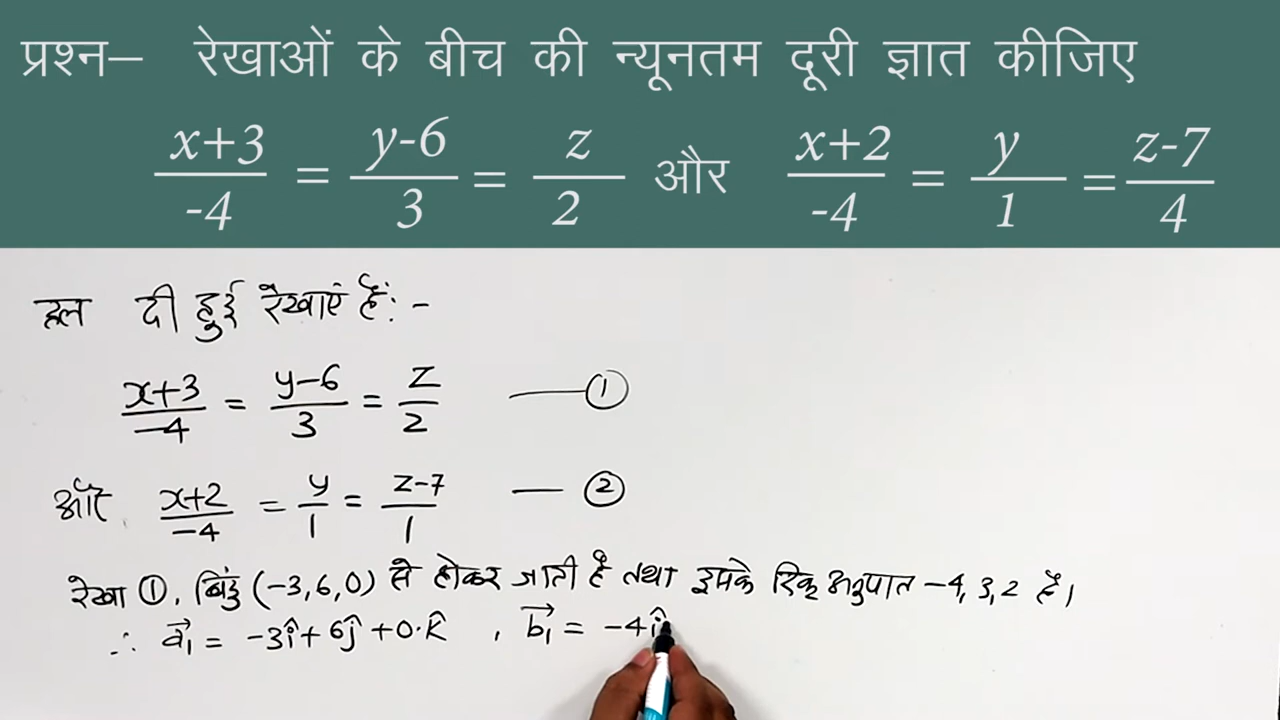 प्रश्न– रेखाओं के बीच की न्यूनतम दूरी ज्ञात कीजिए
x+3/-4 = y-6/3 = z/2 और x+2/-4 = y/1 = z-7/4
हल दी हुई रेखाएं हैं:-
x+3/-4 = y-6/3 = z/2 —①
और x+2/-4 = y/1 = z-7/1 —②
रेखा ①, बिंदु (-3,6,0) से होकर जाती है तथा इसके दिक् अनुपात -4, 3, 2 है।
∴ a⃗₁ = -3î+6ĵ+0.k̂ , b⃗₁ = -4î